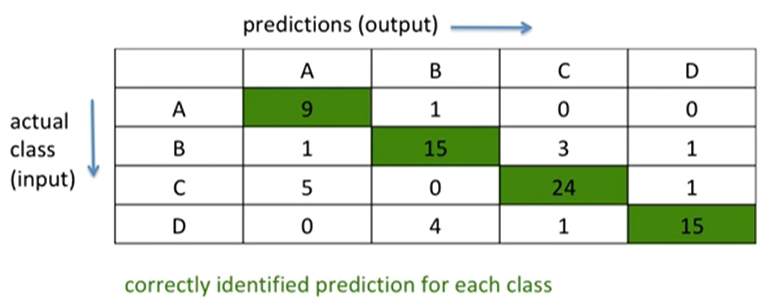 predictions (output)
A B C D
actual
class
(input)
A 9 1 0 0
B 1 15 3 1
C 5 0 24 1
D 0 4 1 15
correctly identified prediction for each class